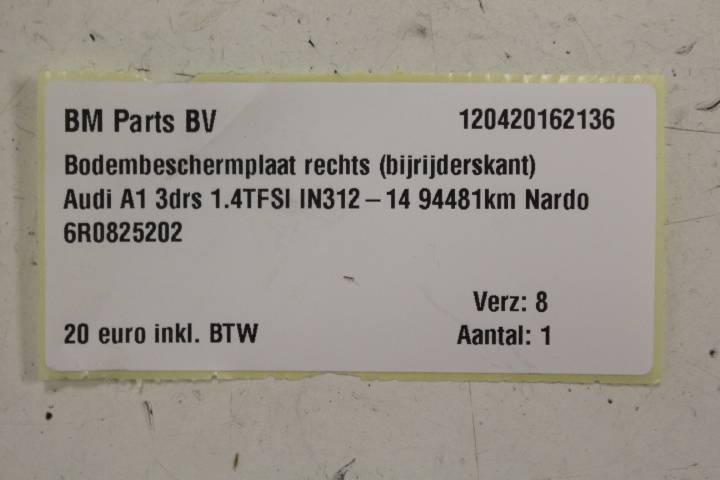 BM Parts BV 120420162136
Bodembeschermplaat rechts (bijrijderskant)
Audi A1 3drs 1.4TFSI IN312 – 14 94481km Nardo
6R0825202
Verz: 8
20 euro inkl. BTW Aantal: 1